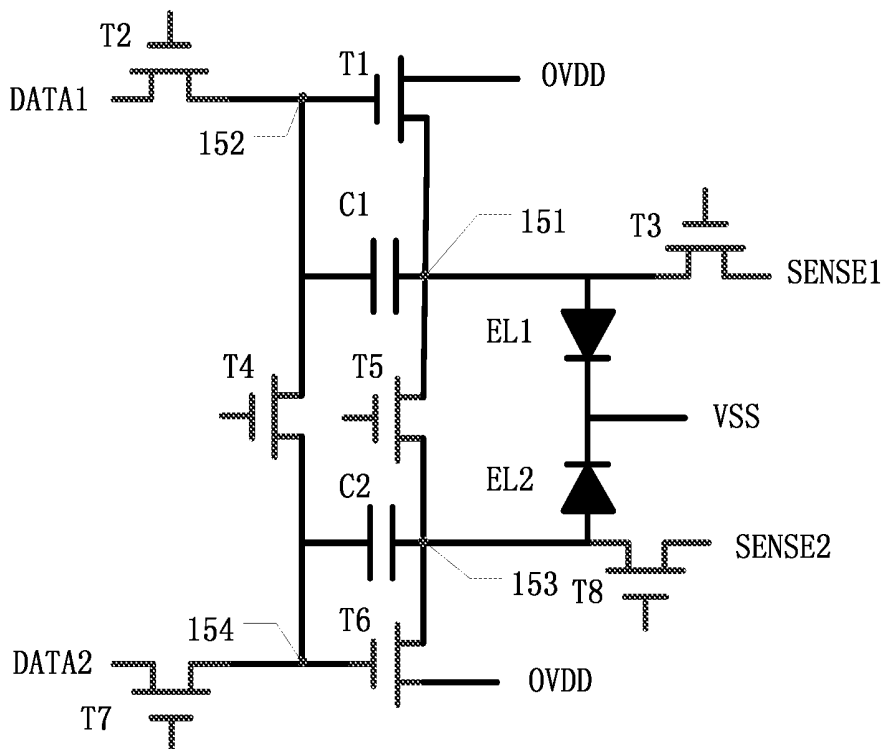 T2
T1
OVDD
DATA1
152
C1
151
T3
SENSE1
EL1
T4
T5
VSS
C2
EL2
SENSE2
153
T8
154
T6
DATA2
OVDD
T7